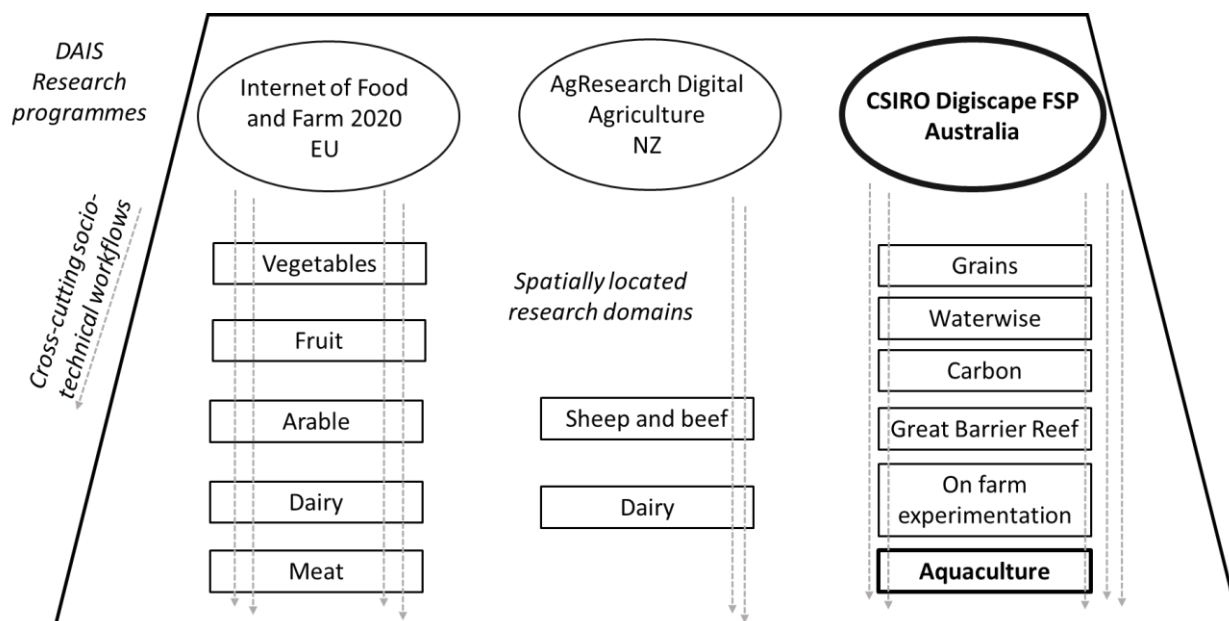 DAIS
Research
programmes
Internet of Food
and Farm 2020
EU
AgResearch Digital
Agriculture
NZ
CSIRO Digiscape FSP
Australia
Cross-cutting socio-
technical workflows
Vegetables
Fruit
Arable
Dairy
Meat
Spatially located
research domains
Sheep and beef
Dairy
Grains
Waterwise
Carbon
Great Barrier Reef
On farm
experimentation
Aquaculture